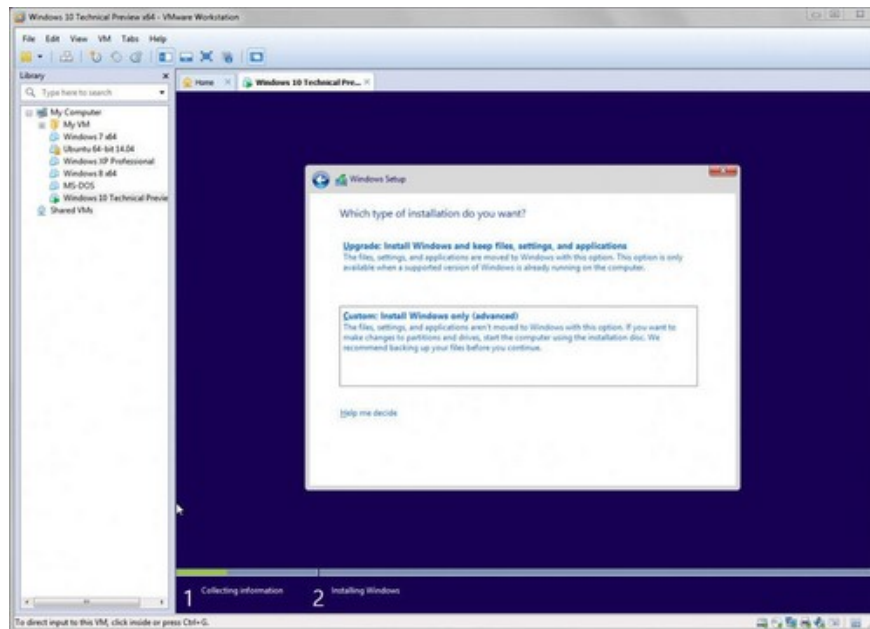 Windows 10 Technical Preview x64 - VMware Workstation
File Edit View VM Tabs Help
Library
Type here to search
Home
Windows 10 Technical Pre...
My Computer
My VM
Windows 7 x64
Ubuntu 64-bit 14.04
Windows XP Professional
Windows 8 x64
MS-DOS
Windows 10 Technical Previe
Shared VMs
Windows Setup
Which type of installation do you want?
Upgrade: Install Windows and keep files, settings, and applications
The files, settings, and applications are moved to Windows with this option. This option is only
available when a supported version of Windows is already running on the computer.
Custom: Install Windows only (advanced)
The files, settings, and applications aren't moved to Windows with this option. If you want to
make changes to partitions and drives, start the computer using the installation disc. We
recommend backing up your files before you continue.
Help me decide
1 Collecting information
2 Installing Windows
To direct input to this VM, click inside or press Ctrl+G.